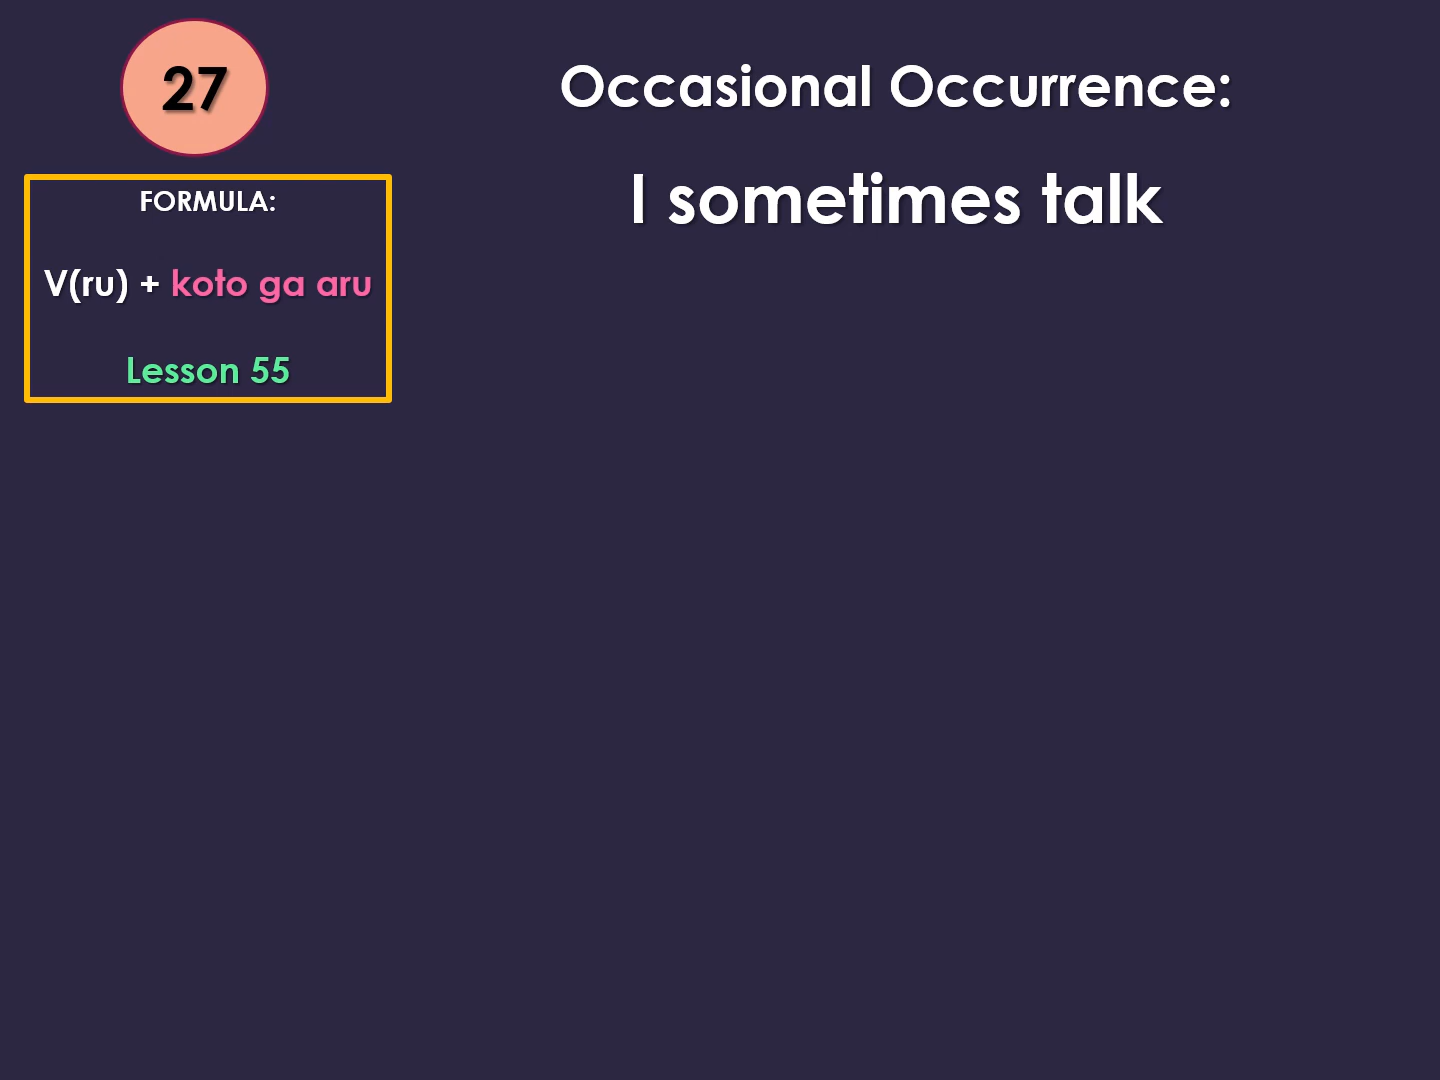 27
FORMULA:
V(ru) + koto ga aru
Lesson 55
Occasional Occurrence:
I sometimes talk